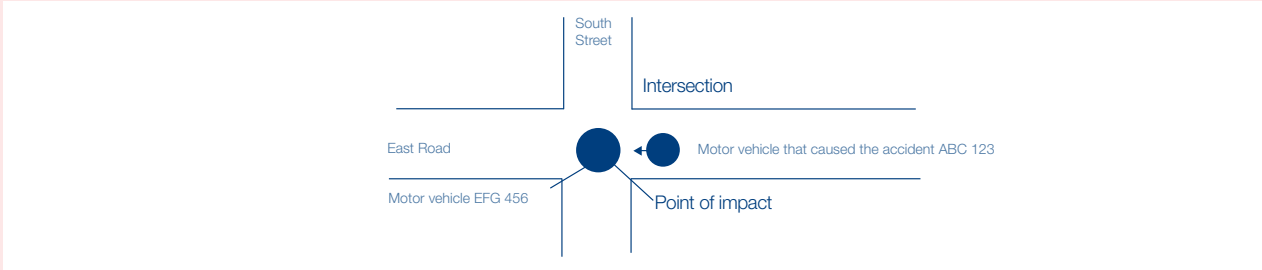 South
Street
Intersection
East Road
Motor vehicle that caused the accident ABC 123
Motor vehicle EFG 456
Point of impact